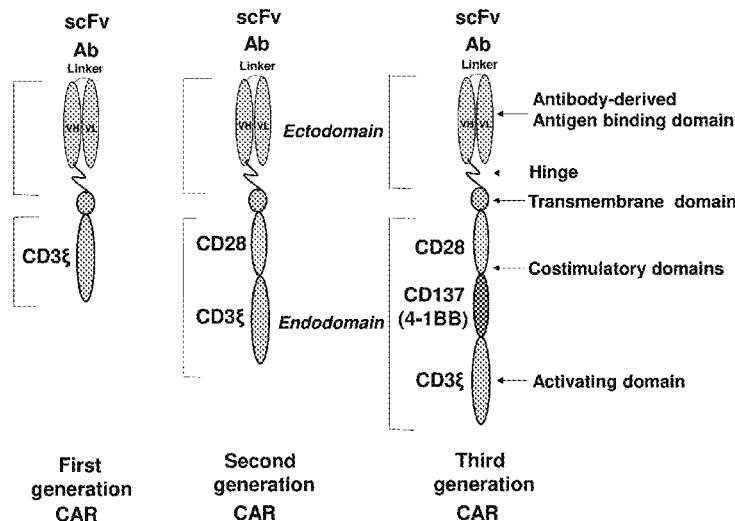 scFv
Ab
Linker
VH VL
CD3ξ
First
generation
CAR
scFv
Ab
Linker
VH VL
Ectodomain
CD28
CD3ξ
Endodomain
Second
generation
CAR
scFv
Ab
Linker
VH VL
Antibody-derived
Antigen binding domain
Hinge
Transmembrane domain
CD28
Costimulatory domains
CD137
(4-1BB)
CD3ξ
Activating domain
Third
generation
CAR